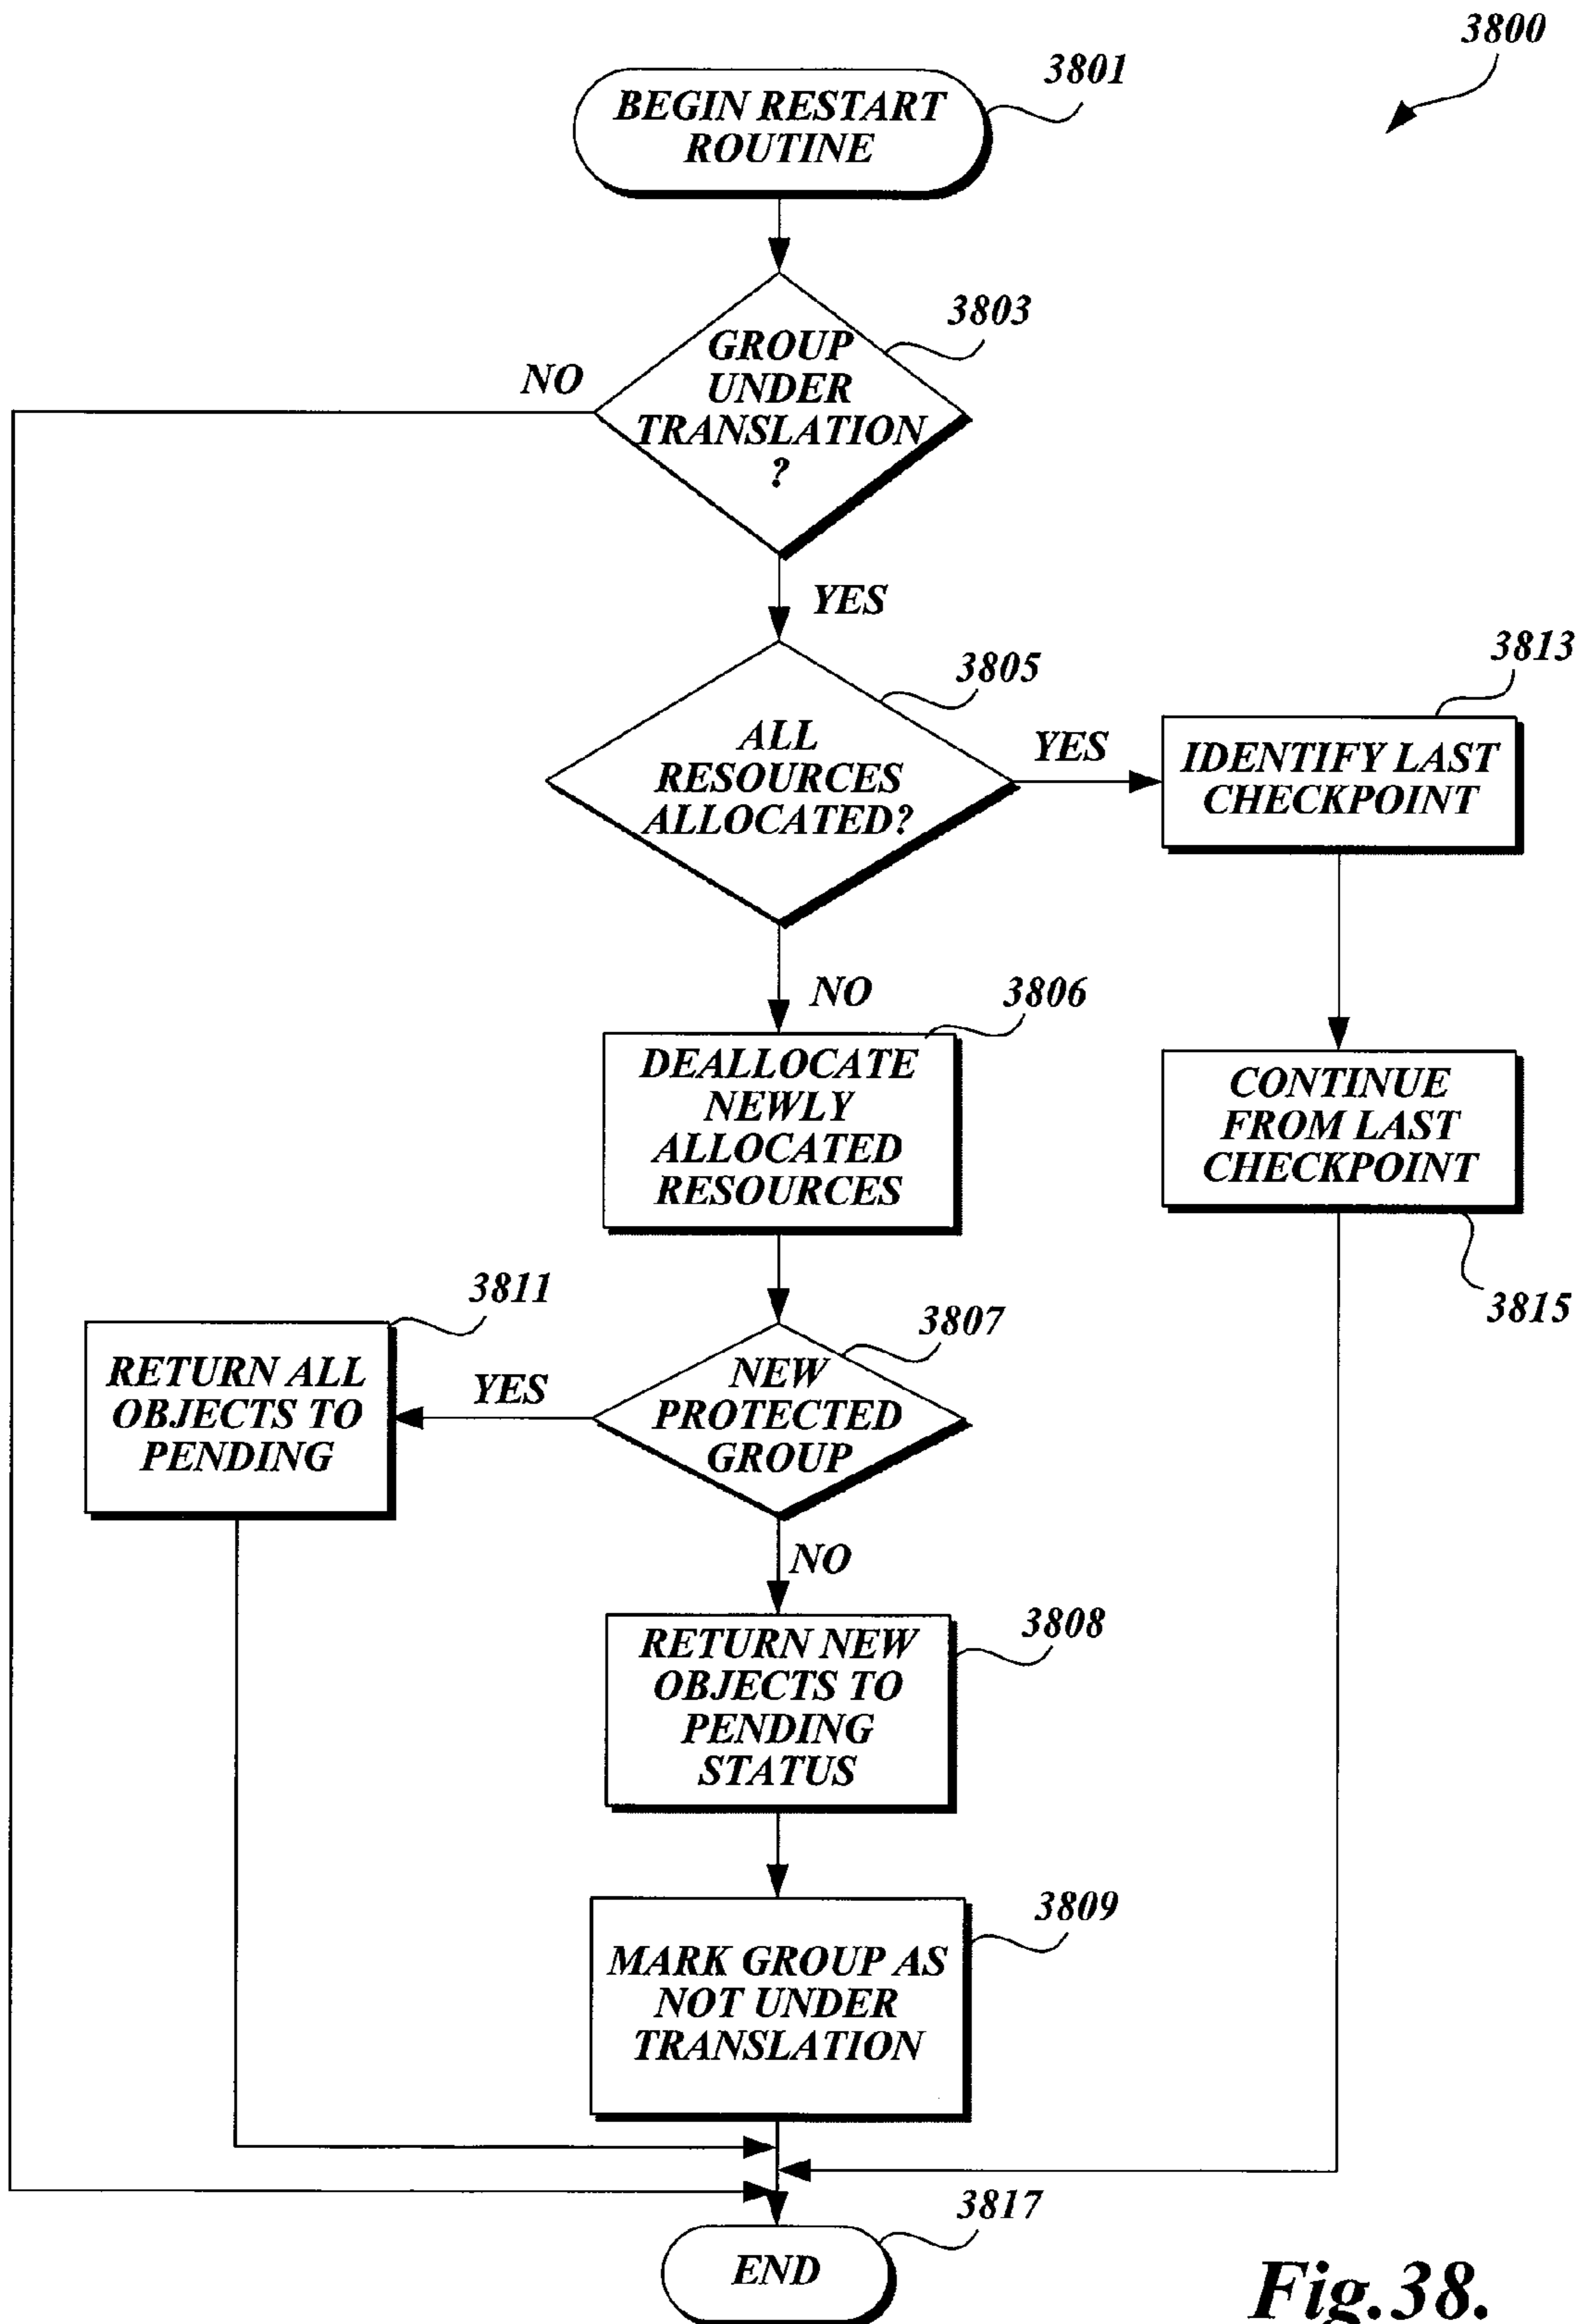 3800
3801
BEGIN RESTART
ROUTINE
3803
GROUP
UNDER
TRANSLATION
?
NO
YES
3805
ALL
RESOURCES
ALLOCATED?
YES
3813
IDENTIFY LAST
CHECKPOINT
NO
3806
DEALLOCATE
NEWLY
ALLOCATED
RESOURCES
CONTINUE
FROM LAST
CHECKPOINT
3815
3811
RETURN ALL
OBJECTS TO
PENDING
YES
3807
NEW
PROTECTED
GROUP
NO
3808
RETURN NEW
OBJECTS TO
PENDING
STATUS
3809
MARK GROUP AS
NOT UNDER
TRANSLATION
3817
END
Fig.38.